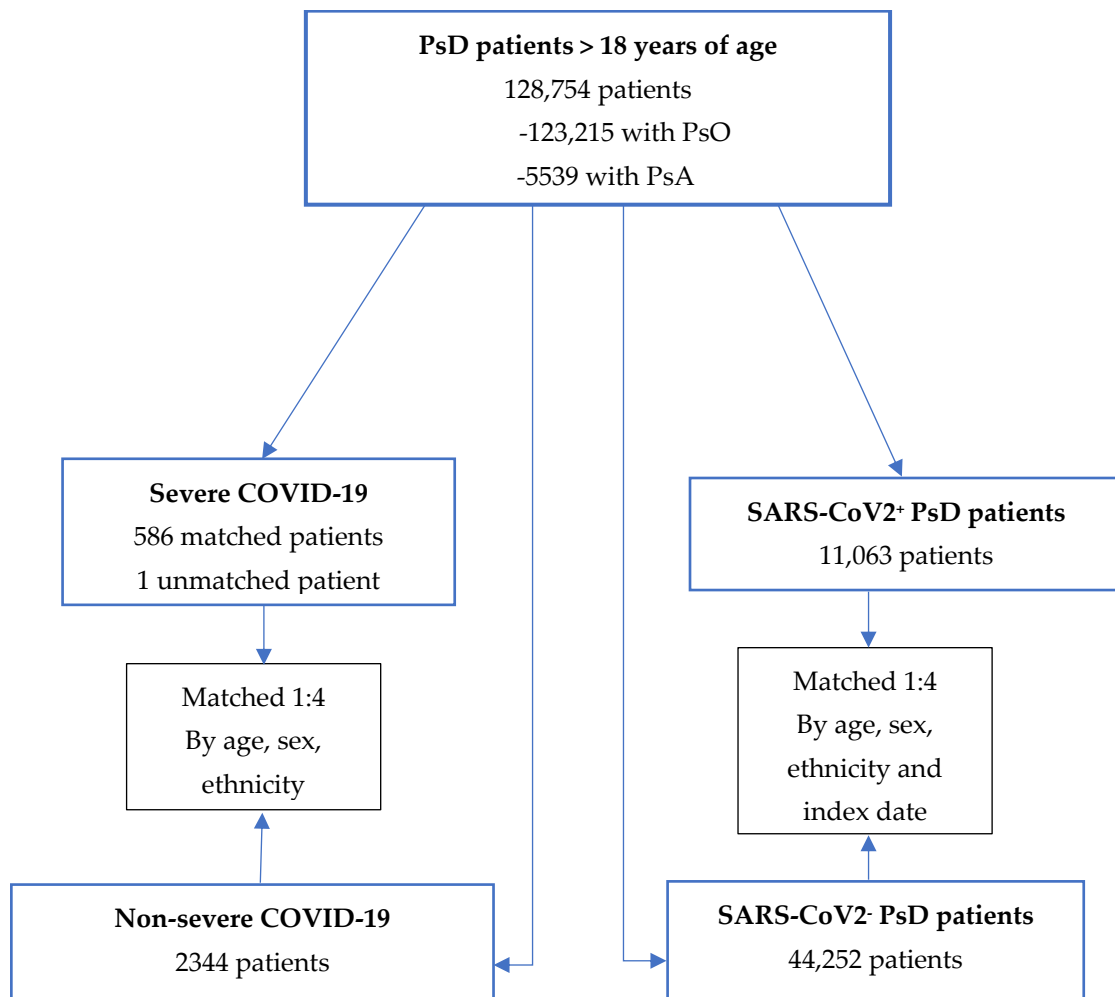 PsD patients > 18 years of age
128,754 patients
-123,215 with PsO
-5539 with PsA
Severe COVID-19
586 matched patients
1 unmatched patient
SARS-CoV2⁺ PsD patients
11,063 patients
Matched 1:4
By age, sex,
ethnicity
Matched 1:4
By age, sex,
ethnicity and
index date
Non-severe COVID-19
2344 patients
SARS-CoV2⁻ PsD patients
44,252 patients